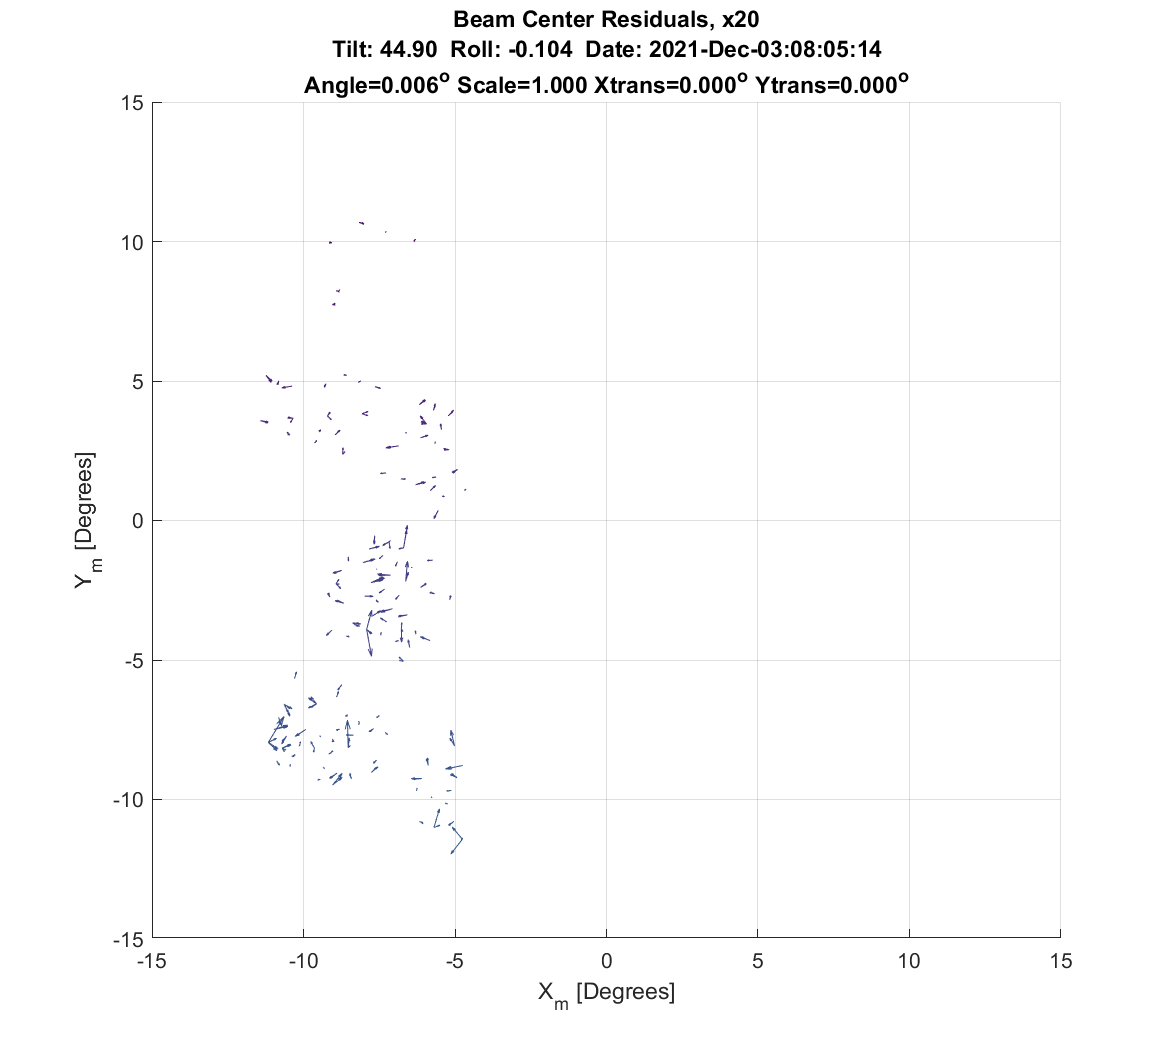 Beam Center Residuals, x20
Tilt: 44.90 Roll: -0.104 Date: 2021-Dec-03:08:05:14
Angle=0.006° Scale=1.000 Xtrans=0.000° Ytrans=0.000°
15
10
5
0
-5
-10
-15
Y_m [Degrees]
-15 -10 -5 0 5 10 15
X_m [Degrees]